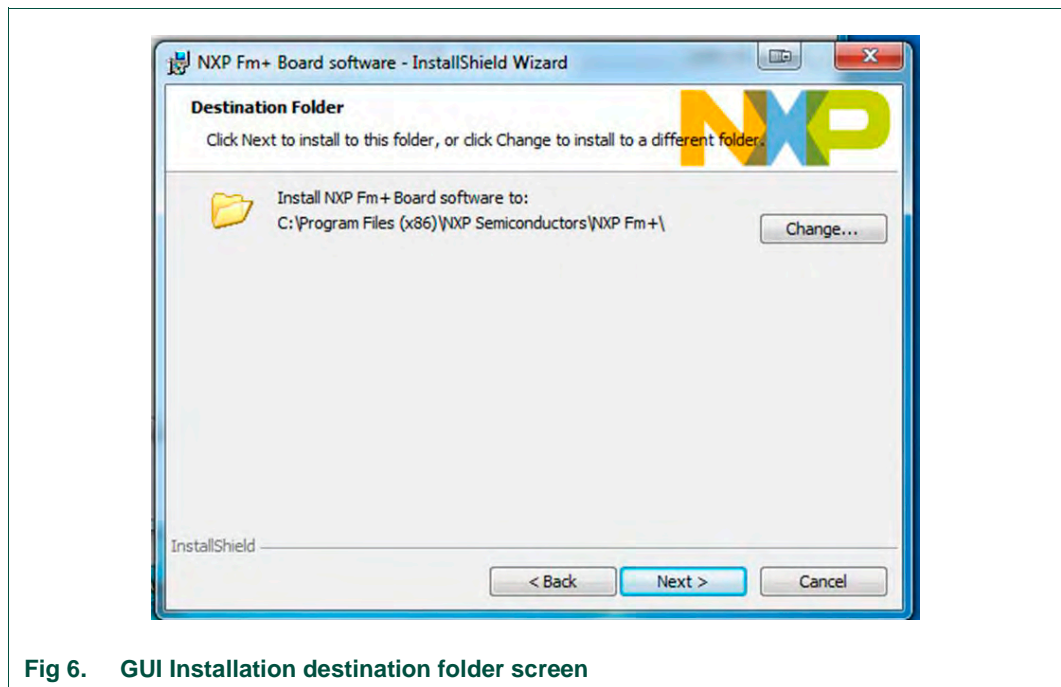 NXP Fm+ Board software - InstallShield Wizard
X
Destination Folder
NXP
Click Next to install to this folder, or click Change to install to a different folder.
Install NXP Fm+ Board software to:
C:\Program Files (x86)\NXP Semiconductors\NXP Fm+\
Change...
InstallShield
< Back
Next >
Cancel
Fig 6. GUI Installation destination folder screen